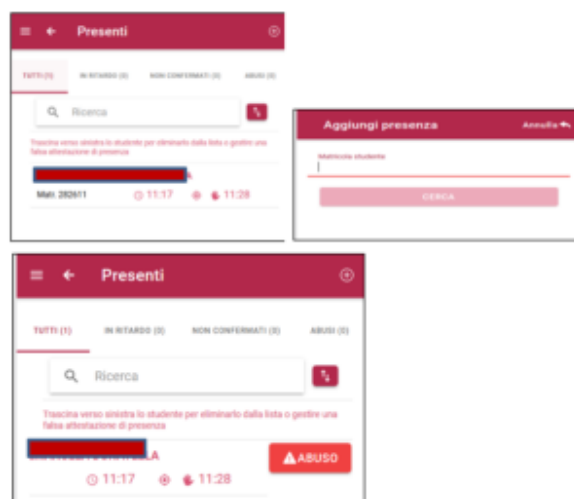 Presenti
TUTTI (1) IN RITARDO (0) NON CONFERMATI (0) ABUSI (0)
Ricerca
Trascina verso sinistra lo studente per eliminarlo dalla lista o gestire una
falsa attestazione di presenza
A
Matr. 282611 11:17 11:28
Aggiungi presenza Annulla
Matricola studente
CERCA
Presenti
TUTTI (1) IN RITARDO (0) NON CONFERMATI (0) ABUSI (0)
Ricerca
Trascina verso sinistra lo studente per eliminarlo dalla lista o gestire una
falsa attestazione di presenza
LA
ABUSO
11:17 11:28